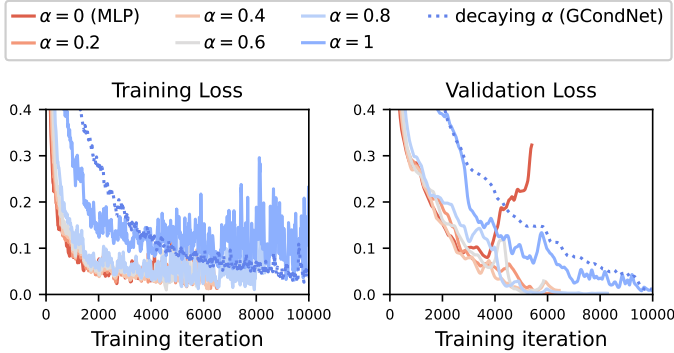 α = 0 (MLP) α = 0.4 α = 0.8 decaying α (GCondNet)
α = 0.2 α = 0.6 α = 1
Training Loss Validation Loss
0.4 0.4
0.3 0.3
0.2 0.2
0.1 0.1
0.0 0.0
0 2000 4000 6000 8000 10000 0 2000 4000 6000 8000 10000
Training iteration Training iteration